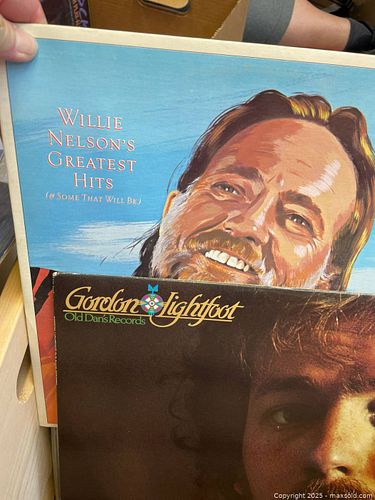 WILLIE
NELSON'S
GREATEST
HITS
(& SOME THAT WILL BE)
Gordon Lightfoot
Old Dan's Records
Copyright 2025 - maxsold.com